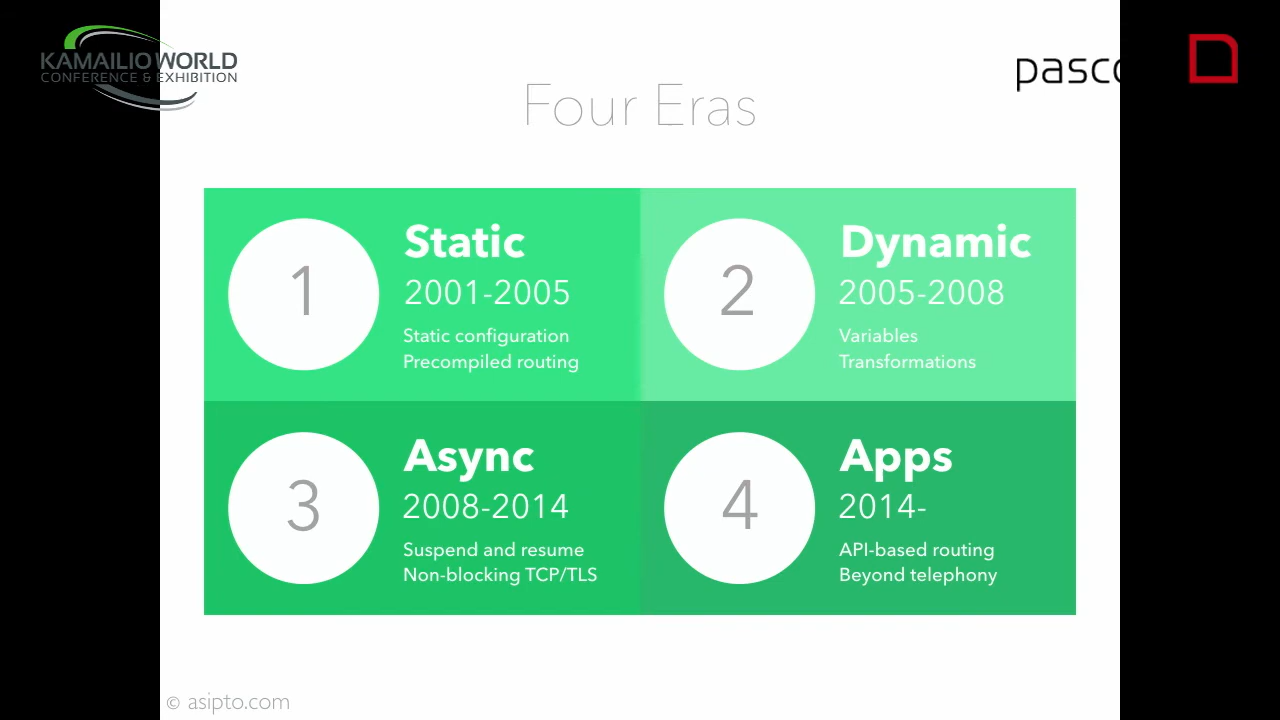 KAMAILIO WORLD
CONFERENCE & EXHIBITION
Four Eras
1
Static
2001-2005
Static configuration
Precompiled routing
2
Dynamic
2005-2008
Variables
Transformations
3
Async
2008-2014
Suspend and resume
Non-blocking TCP/TLS
4
Apps
2014-
API-based routing
Beyond telephony
© asipto.com